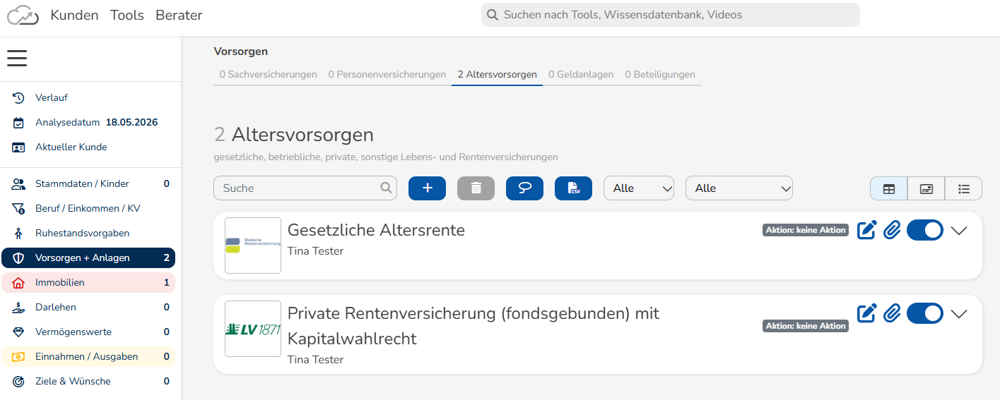 Kunden Tools Berater
Suchen nach Tools, Wissensdatenbank, Videos
Verlauf
Analysedatum 18.05.2026
Aktueller Kunde
Stammdaten / Kinder 0
Beruf / Einkommen / KV
Ruhestandsvorgaben
Vorsorgen + Anlagen 2
Immobilien 1
Darlehen 0
Vermögenswerte 0
Einnahmen / Ausgaben 0
Ziele & Wünsche 0
Vorsorgen
0 Sachversicherungen 0 Personenversicherungen 2 Altersvorsorgen 0 Geldanlagen 0 Beteiligungen
2 Altersvorsorgen
gesetzliche, betriebliche, private, sonstige Lebens- und Rentenversicherungen
Suche
CSV
Alle
Alle
Deutsche
Rentenversicherung
Gesetzliche Altersrente
Tina Tester
Aktion: keine Aktion
LV 1871
Private Rentenversicherung (fondsgebunden) mit
Kapitalwahlrecht
Tina Tester
Aktion: keine Aktion